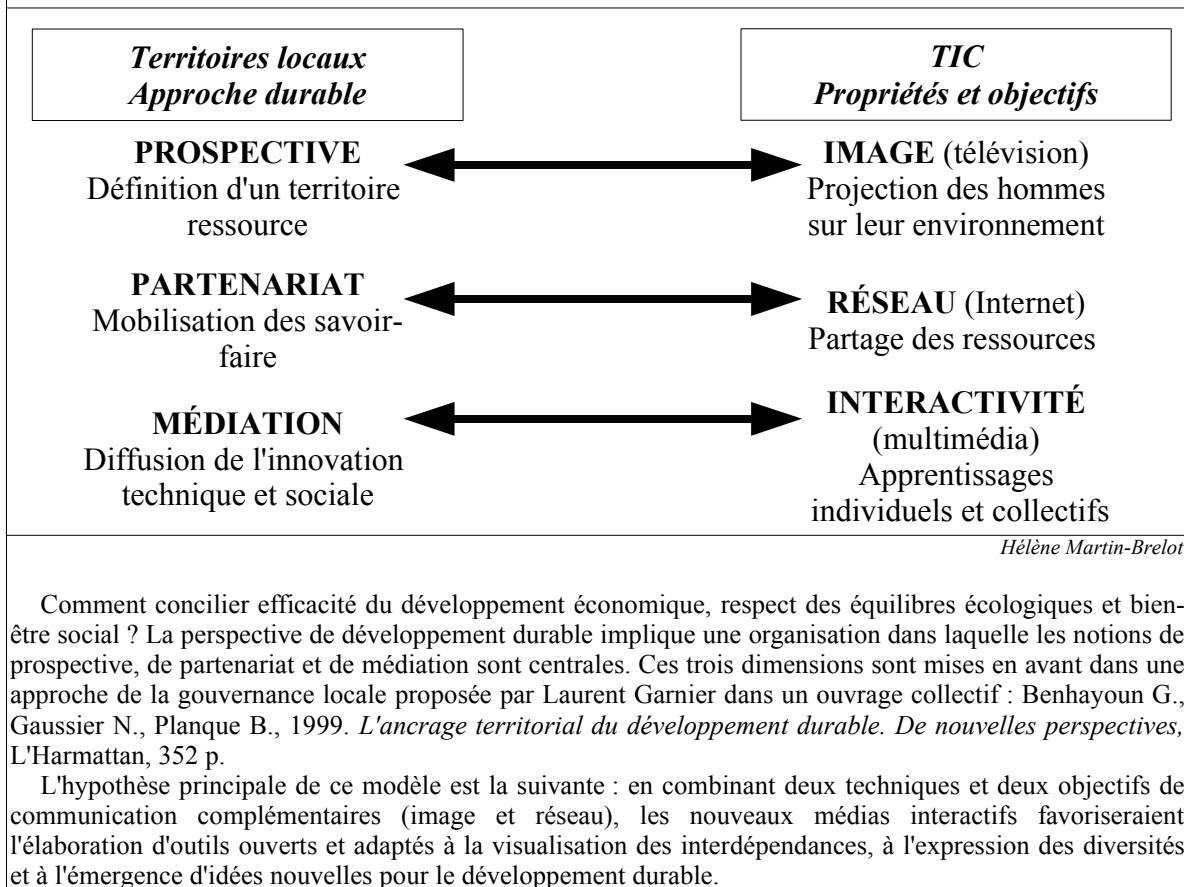 Territoires locaux
Approche durable
TIC
Propriétés et objectifs
PROSPECTIVE
Définition d'un territoire
ressource
IMAGE (télévision)
Projection des hommes
sur leur environnement
PARTENARIAT
Mobilisation des savoir-
faire
RÉSEAU (Internet)
Partage des ressources
MÉDIATION
Diffusion de l'innovation
technique et sociale
INTERACTIVITÉ
(multimédia)
Apprentissages
individuels et collectifs
Hélène Martin-Brelot
Comment concilier efficacité du développement économique, respect des équilibres écologiques et bien-
être social ? La perspective de développement durable implique une organisation dans laquelle les notions de
prospective, de partenariat et de médiation sont centrales. Ces trois dimensions sont mises en avant dans une
approche de la gouvernance locale proposée par Laurent Garnier dans un ouvrage collectif : Benhayoun G.,
Gaussier N., Planque B., 1999. L'ancrage territorial du développement durable. De nouvelles perspectives,
L'Harmattan, 352 p.
L'hypothèse principale de ce modèle est la suivante : en combinant deux techniques et deux objectifs de
communication complémentaires (image et réseau), les nouveaux médias interactifs favoriseraient
l'élaboration d'outils ouverts et adaptés à la visualisation des interdépendances, à l'expression des diversités
et à l'émergence d'idées nouvelles pour le développement durable.